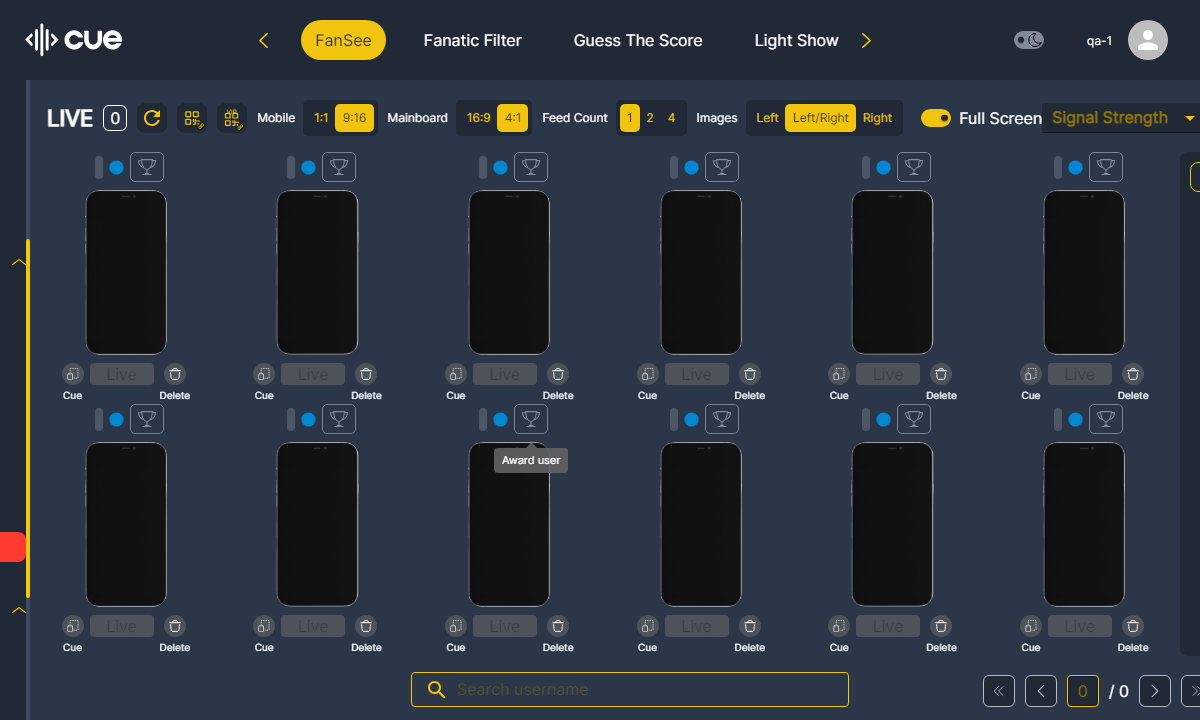 cue
FanSee
Fanatic Filter
Guess The Score
Light Show
qa-1
LIVE 0
Mobile 1:1 9:16
Mainboard 16:9 4:1
Feed Count 1 2 4
Images Left Left/Right Right
Full Screen
Signal Strength
Live Live Live Live Live Live
Cue Delete Cue Delete Cue Delete Cue Delete Cue Delete Cue Delete
Award user
Live Live Live Live Live Live
Cue Delete Cue Delete Cue Delete Cue Delete Cue Delete Cue Delete
Search username
0 / 0